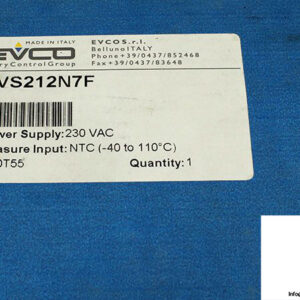 MADE IN ITALY
EVCO
ryControlGroup
EVCOS.r.l.
Belluno ITALY
Phone+39/0437/852468
Fax+39/0437/83648
VS212N7F
wer Supply:230 VAC
asure Input:NTC (-40 to 110°C)
0T55
Quantity:1